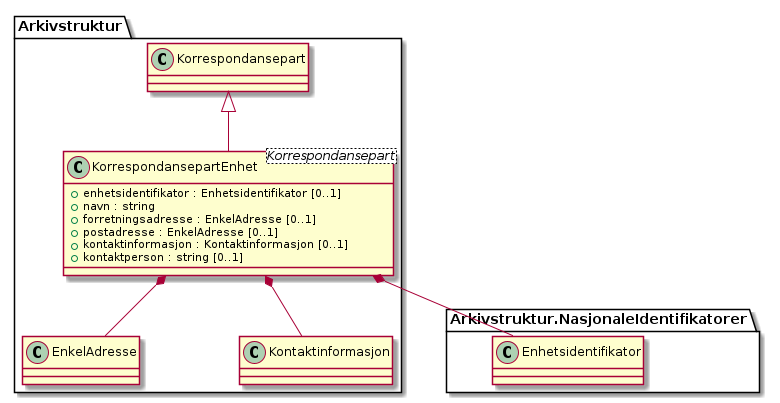 Arkivstruktur
C Korrespondansepart
Korrespondansepart
C KorrespondansepartEnhet
enhetsidentifikator : Enhetsidentifikator [0..1]
navn : string
forretningsadresse : EnkelAdresse [0..1]
postadresse : EnkelAdresse [0..1]
kontaktinformasjon : Kontaktinformasjon [0..1]
kontaktperson : string [0..1]
Arkivstruktur.NasjonaleIdentifikatorer
C EnkelAdresse
C Kontaktinformasjon
C Enhetsidentifikator